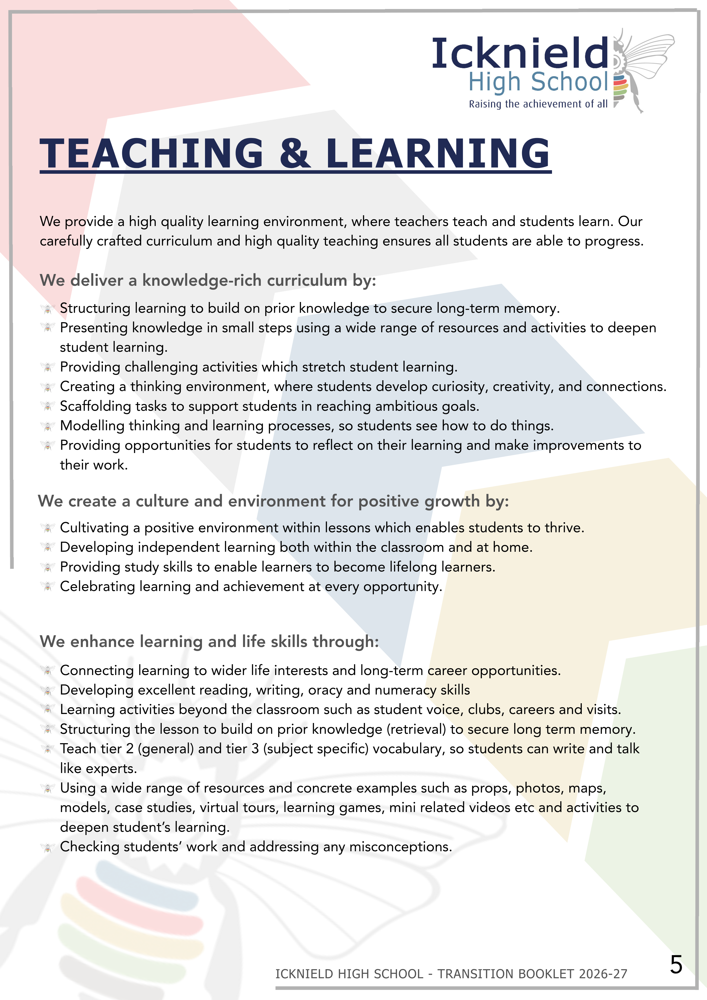 Icknield
High School
Raising the achievement of all
TEACHING & LEARNING
We provide a high quality learning environment, where teachers teach and students learn. Our
carefully crafted curriculum and high quality teaching ensures all students are able to progress.
We deliver a knowledge-rich curriculum by:
Structuring learning to build on prior knowledge to secure long-term memory.
Presenting knowledge in small steps using a wide range of resources and activities to deepen
student learning.
Providing challenging activities which stretch student learning.
Creating a thinking environment, where students develop curiosity, creativity, and connections.
Scaffolding tasks to support students in reaching ambitious goals.
Modelling thinking and learning processes, so students see how to do things.
Providing opportunities for students to reflect on their learning and make improvements to
their work.
We create a culture and environment for positive growth by:
Cultivating a positive environment within lessons which enables students to thrive.
Developing independent learning both within the classroom and at home.
Providing study skills to enable learners to become lifelong learners.
Celebrating learning and achievement at every opportunity.
We enhance learning and life skills through:
Connecting learning to wider life interests and long-term career opportunities.
Developing excellent reading, writing, oracy and numeracy skills
Learning activities beyond the classroom such as student voice, clubs, careers and visits.
Structuring the lesson to build on prior knowledge (retrieval) to secure long term memory.
Teach tier 2 (general) and tier 3 (subject specific) vocabulary, so students can write and talk
like experts.
Using a wide range of resources and concrete examples such as props, photos, maps,
models, case studies, virtual tours, learning games, mini related videos etc and activities to
deepen student’s learning.
Checking students’ work and addressing any misconceptions.
ICKNIELD HIGH SCHOOL - TRANSITION BOOKLET 2026-27
5